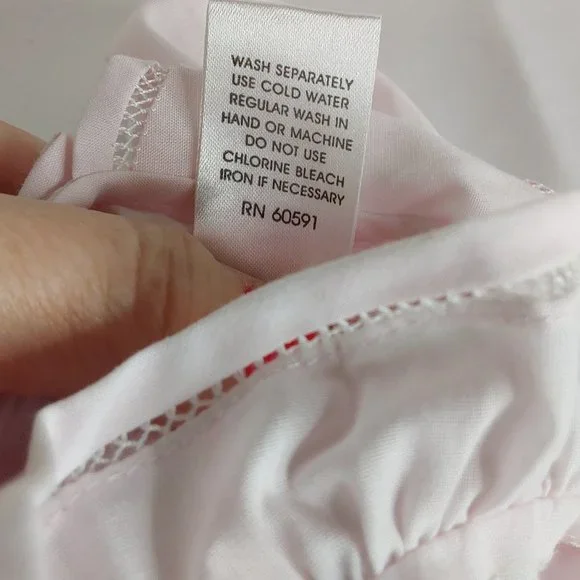 WASH SEPARATELY
USE COLD WATER
REGULAR WASH IN
HAND OR MACHINE
DO NOT USE
CHLORINE BLEACH
IRON IF NECESSARY
RN 60591